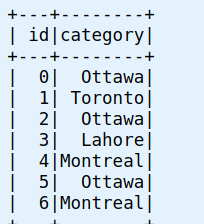 +---+--------+
| id|category|
+---+--------+
|  0|  Ottawa|
|  1| Toronto|
|  2|  Ottawa|
|  3|  Lahore|
|  4|Montreal|
|  5|  Ottawa|
|  6|Montreal|
+---+--------+